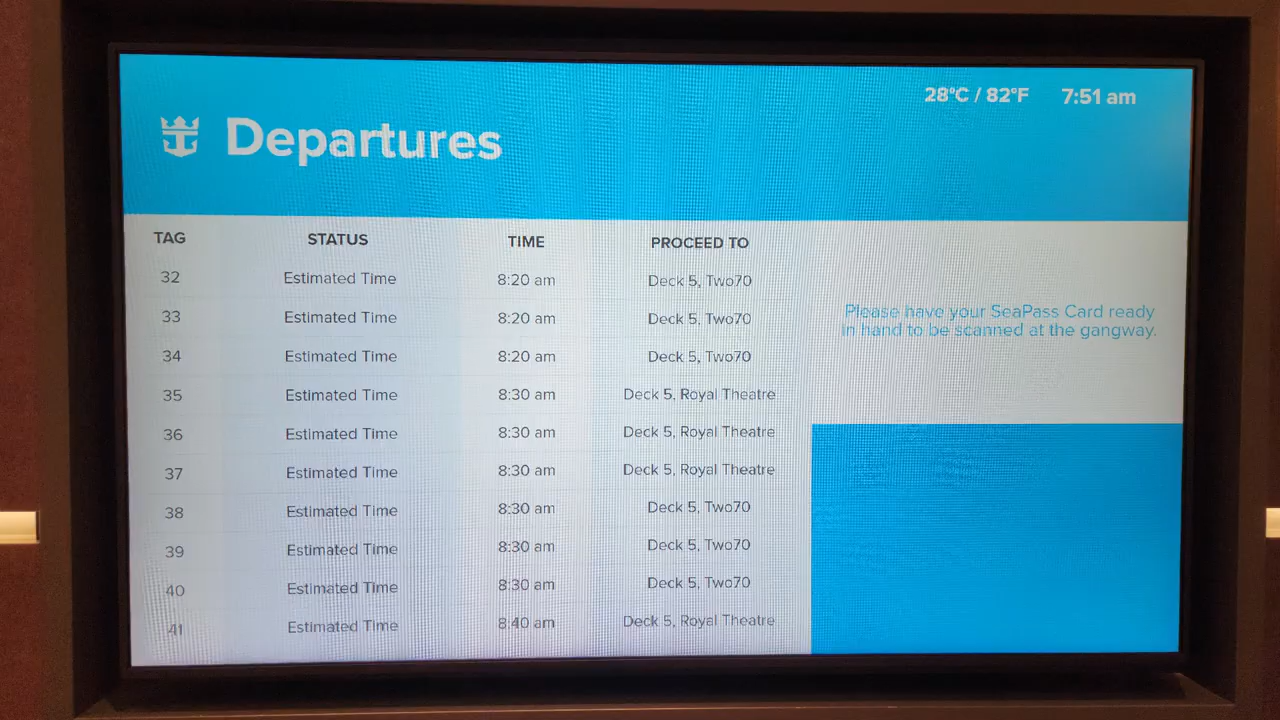 28°C / 82°F 7:51 am
Departures
TAG STATUS TIME PROCEED TO
32 Estimated Time 8:20 am Deck 5, Two70
33 Estimated Time 8:20 am Deck 5, Two70
34 Estimated Time 8:20 am Deck 5, Two70
35 Estimated Time 8:30 am Deck 5, Royal Theatre
36 Estimated Time 8:30 am Deck 5, Royal Theatre
37 Estimated Time 8:30 am Deck 5, Royal Theatre
38 Estimated Time 8:30 am Deck 5, Two70
39 Estimated Time 8:30 am Deck 5, Two70
40 Estimated Time 8:30 am Deck 5, Two70
41 Estimated Time 8:40 am Deck 5, Royal Theatre
Please have your SeaPass Card ready
in hand to be scanned at the gangway.